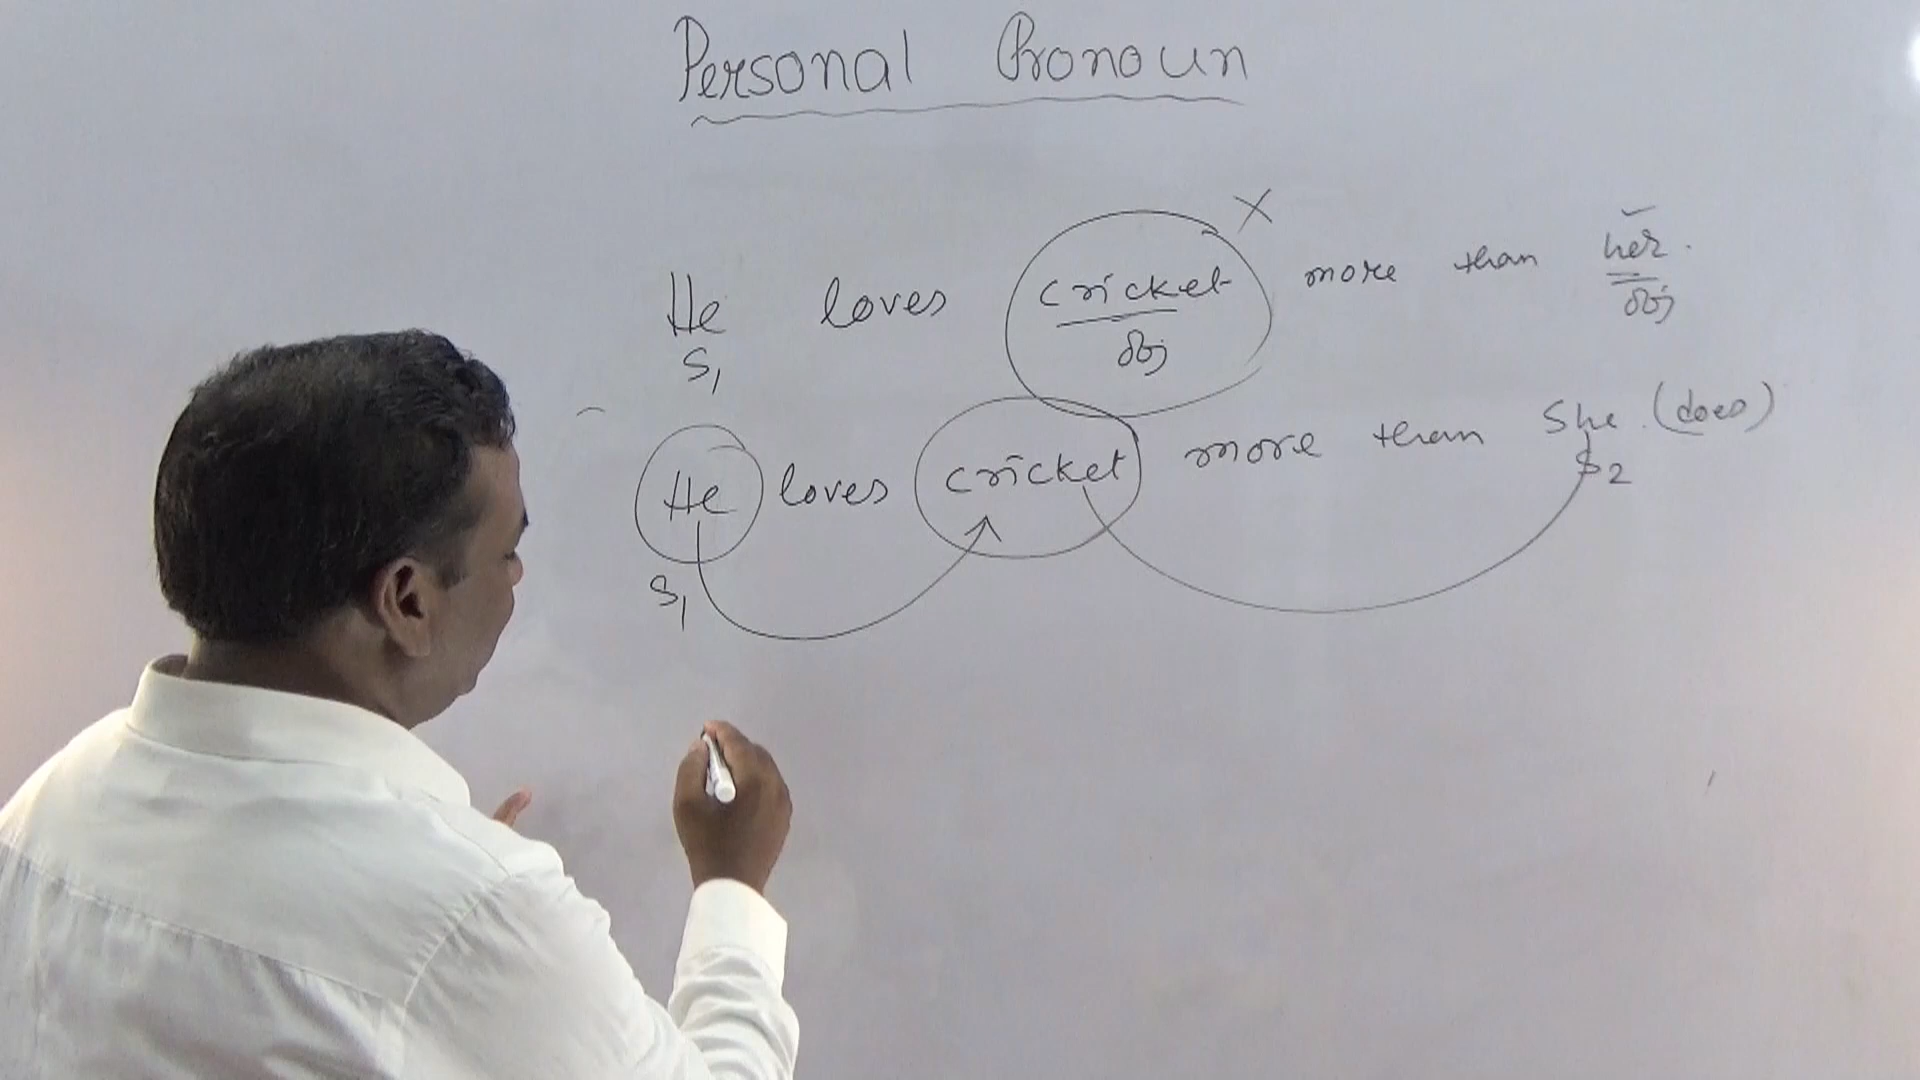 Personal Pronoun
X
He loves cricket more than her.
S1 obj obj
He loves cricket more than She. (does)
S1 S2